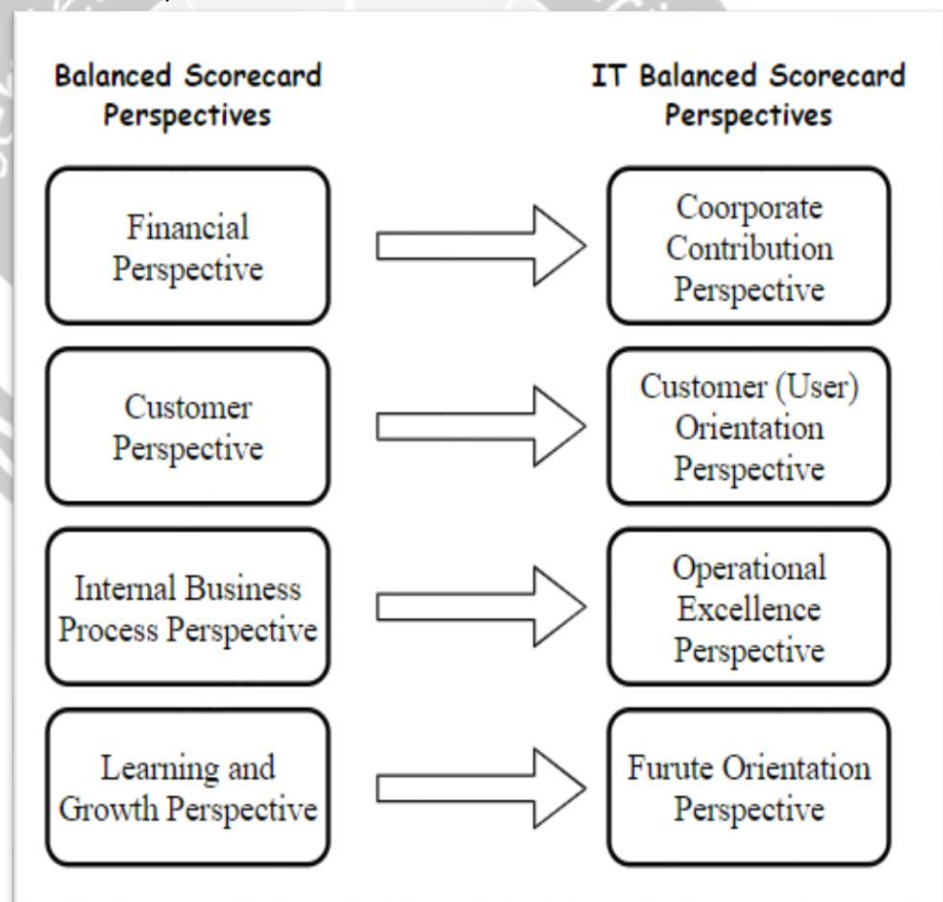 Balanced Scorecard
Perspectives
IT Balanced Scorecard
Perspectives
Financial
Perspective
Coorporate
Contribution
Perspective
Customer
Perspective
Customer (User)
Orientation
Perspective
Internal Business
Process Perspective
Operational
Excellence
Perspective
Learning and
Growth Perspective
Furute Orientation
Perspective